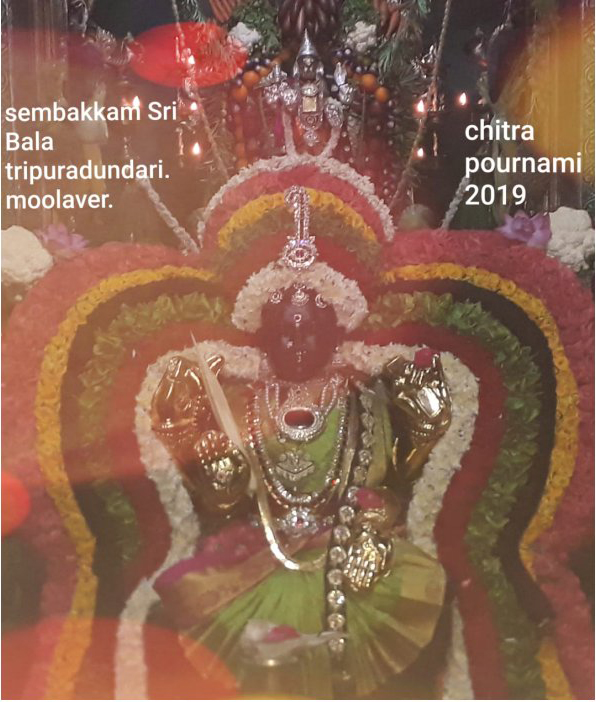 sembakkam Sri
Bala
tripuradundari.
moolaver.
chitra
pournami
2019